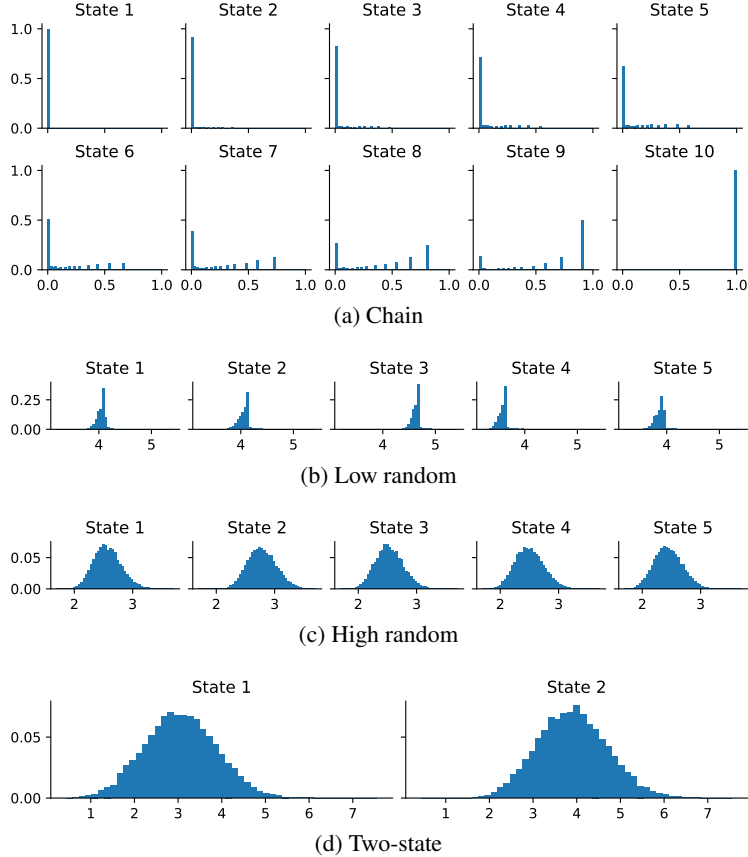 State 1 State 2 State 3 State 4 State 5
1.0
0.5
0.0
State 6 State 7 State 8 State 9 State 10
1.0
0.5
0.0
0.0 0.5 1.0 0.0 0.5 1.0 0.0 0.5 1.0 0.0 0.5 1.0 0.0 0.5 1.0
(a) Chain
State 1 State 2 State 3 State 4 State 5
0.25
0.00
4 5 4 5 4 5 4 5 4 5
(b) Low random
State 1 State 2 State 3 State 4 State 5
0.05
0.00
2 3 2 3 2 3 2 3 2 3
(c) High random
State 1 State 2
0.05
0.00
1 2 3 4 5 6 7 1 2 3 4 5 6 7
(d) Two-state